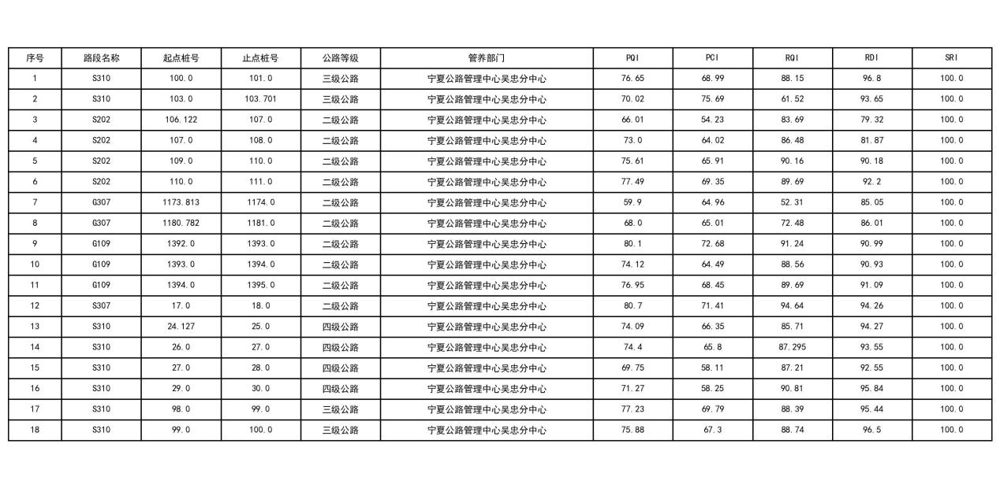 序号 路段名称 起点桩号 止点桩号 公路等级 管养部门 PQI PCI RQI RDI SRI
1 S310 100.0 101.0 三级公路 宁夏公路管理中心吴忠分中心 76.65 68.99 88.15 96.8 100.0
2 S310 103.0 103.701 三级公路 宁夏公路管理中心吴忠分中心 70.02 75.69 61.52 93.65 100.0
3 S202 106.122 107.0 二级公路 宁夏公路管理中心吴忠分中心 66.01 54.23 83.69 79.32 100.0
4 S202 107.0 108.0 二级公路 宁夏公路管理中心吴忠分中心 73.0 64.02 86.48 81.87 100.0
5 S202 109.0 110.0 二级公路 宁夏公路管理中心吴忠分中心 75.61 65.91 90.16 90.18 100.0
6 S202 110.0 111.0 二级公路 宁夏公路管理中心吴忠分中心 77.49 69.35 89.69 92.2 100.0
7 G307 1173.813 1174.0 二级公路 宁夏公路管理中心吴忠分中心 59.9 64.96 52.31 85.05 100.0
8 G307 1180.782 1181.0 二级公路 宁夏公路管理中心吴忠分中心 68.0 65.01 72.48 86.01 100.0
9 G109 1392.0 1393.0 二级公路 宁夏公路管理中心吴忠分中心 80.1 72.68 91.24 90.99 100.0
10 G109 1393.0 1394.0 二级公路 宁夏公路管理中心吴忠分中心 74.12 64.49 88.56 90.93 100.0
11 G109 1394.0 1395.0 二级公路 宁夏公路管理中心吴忠分中心 76.95 68.45 89.69 91.09 100.0
12 S307 17.0 18.0 二级公路 宁夏公路管理中心吴忠分中心 80.7 71.41 94.64 94.26 100.0
13 S310 24.127 25.0 四级公路 宁夏公路管理中心吴忠分中心 74.09 66.35 85.71 94.27 100.0
14 S310 26.0 27.0 四级公路 宁夏公路管理中心吴忠分中心 74.4 65.8 87.295 93.55 100.0
15 S310 27.0 28.0 四级公路 宁夏公路管理中心吴忠分中心 69.75 58.11 87.21 92.55 100.0
16 S310 29.0 30.0 四级公路 宁夏公路管理中心吴忠分中心 71.27 58.25 90.81 95.84 100.0
17 S310 98.0 99.0 三级公路 宁夏公路管理中心吴忠分中心 77.23 69.79 88.39 95.44 100.0
18 S310 99.0 100.0 三级公路 宁夏公路管理中心吴忠分中心 75.88 67.3 88.74 96.5 100.0